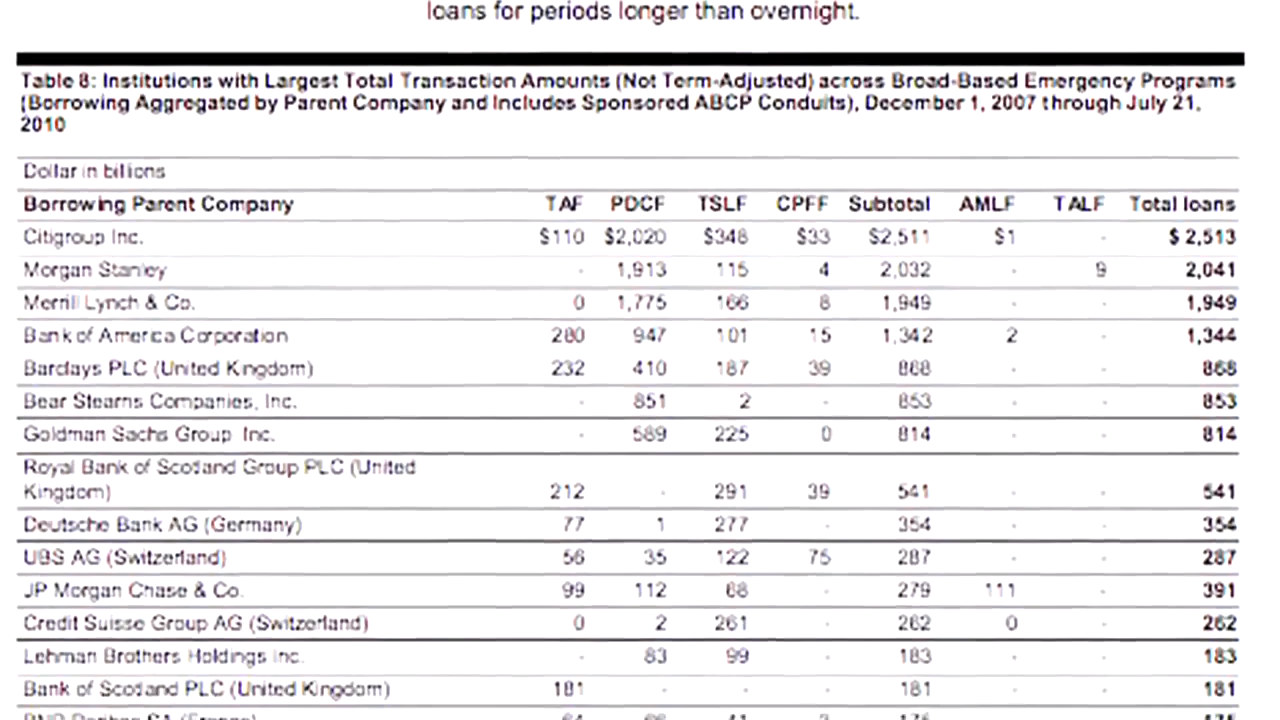 loans for periods longer than overnight.
Table 8: Institutions with Largest Total Transaction Amounts (Not Term-Adjusted) across Broad-Based Emergency Programs
(Borrowing Aggregated by Parent Company and Includes Sponsored ABCP Conduits), December 1, 2007 through July 21,
2010
Dollar in billions
Borrowing Parent Company TAF PDCF TSLF CPFF Subtotal AMLF TALF Total loans
Citigroup Inc. $110 $2,020 $348 $33 $2,511 $1 - $ 2,513
Morgan Stanley - 1,913 115 4 2,032 - 9 2,041
Merrill Lynch & Co. 0 1,775 166 8 1,949 - - 1,949
Bank of America Corporation 280 947 101 15 1,342 2 - 1,344
Barclays PLC (United Kingdom) 232 410 187 39 868 - - 868
Bear Stearns Companies, Inc. - 851 2 - 853 - - 853
Goldman Sachs Group Inc. - 589 225 0 814 - - 814
Royal Bank of Scotland Group PLC (United
Kingdom) 212 - 291 39 541 - - 541
Deutsche Bank AG (Germany) 77 1 277 - 354 - - 354
UBS AG (Switzerland) 56 35 122 75 287 - - 287
JP Morgan Chase & Co. 99 112 68 - 279 111 - 391
Credit Suisse Group AG (Switzerland) 0 2 261 - 262 0 - 262
Lehman Brothers Holdings Inc. - 83 99 - 183 - - 183
Bank of Scotland PLC (United Kingdom) 181 - - - 181 - - 181